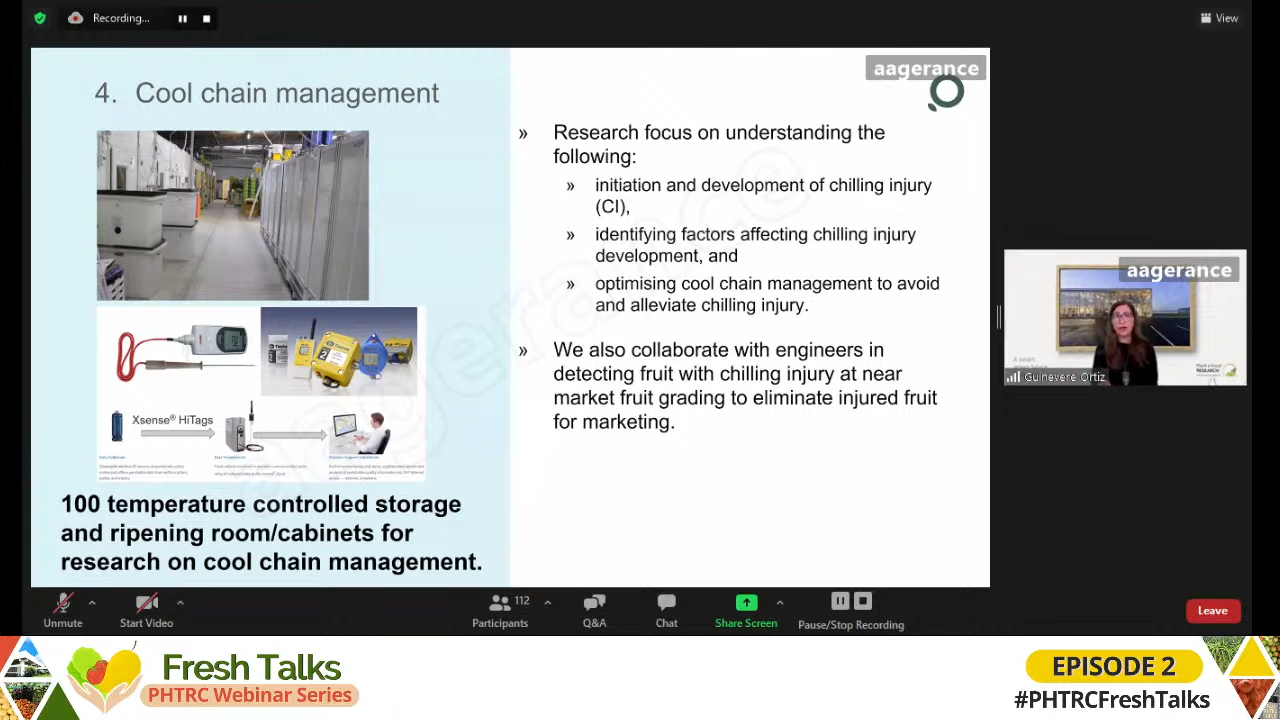 Recording...
View
aagerance
4. Cool chain management
» Research focus on understanding the
following:
» initiation and development of chilling injury
(CI),
» identifying factors affecting chilling injury
development, and
» optimising cool chain management to avoid
and alleviate chilling injury.
» We also collaborate with engineers in
detecting fruit with chilling injury at near
market fruit grading to eliminate injured fruit
for marketing.
Xsense® HiTags
100 temperature controlled storage
and ripening room/cabinets for
research on cool chain management.
aagerance
Guinevere Ortiz
Unmute
Start Video
112
Participants
Q&A
Chat
Share Screen
Pause/Stop Recording
Leave
Fresh Talks
PHTRC Webinar Series
EPISODE 2
#PHTRCFreshTalks